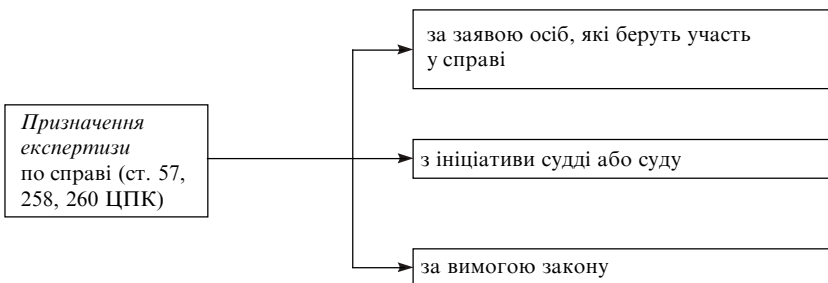 Призначення
експертизи
по справі (ст. 57,
258, 260 ЦПК)
за заявою осіб, які беруть участь
у справі
з ініціативи судді або суду
за вимогою закону